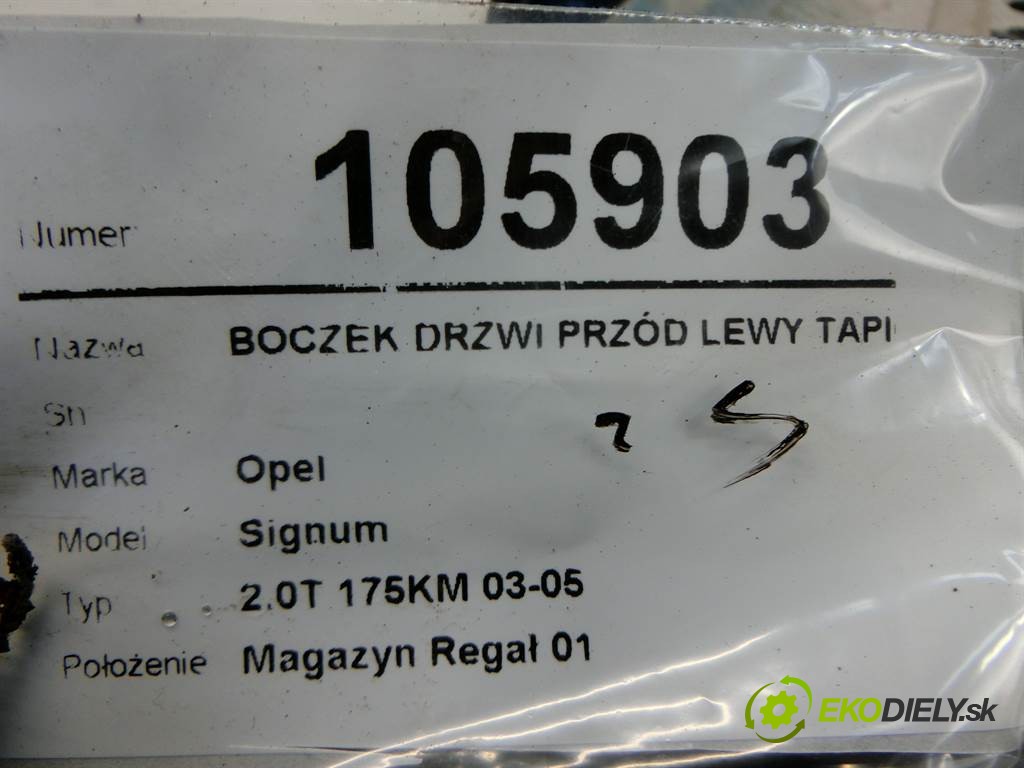 Numer 105903
Nazwa BOCZEK DRZWI PRZÓD LEWY TAPI
Sn
Marka Opel
Model Signum
Typ 2.0T 175KM 03-05
Położenie Magazyn Regał 01
EKODIELY.sk